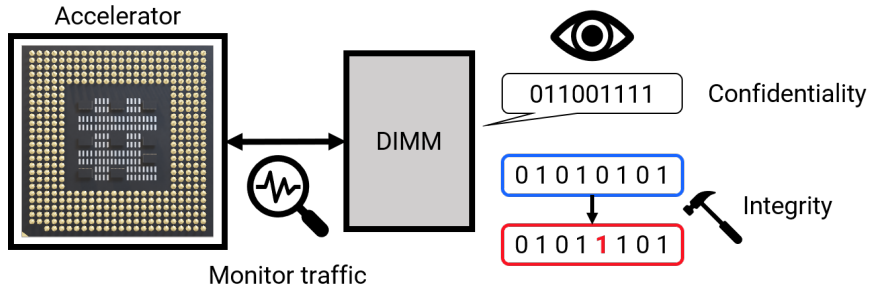 Accelerator
DIMM
Monitor traffic
011001111
Confidentiality
0 1 0 1 0 1 0 1
0 1 0 1 1 1 0 1
Integrity